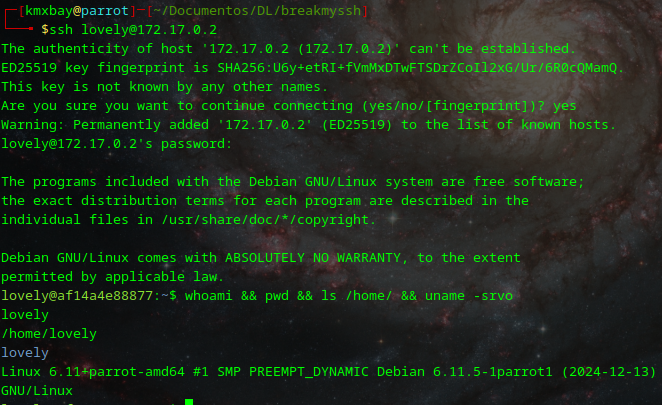 ┌─[kmxbay@parrot]─[~/Documentos/DL/breakmyssh]
└──╼ $ssh lovely@172.17.0.2
The authenticity of host '172.17.0.2 (172.17.0.2)' can't be established.
ED25519 key fingerprint is SHA256:U6y+etRI+fVmMxDTwFTSDrZCoIl2xG/Ur/6R0cQMamQ.
This key is not known by any other names.
Are you sure you want to continue connecting (yes/no/[fingerprint])? yes
Warning: Permanently added '172.17.0.2' (ED25519) to the list of known hosts.
lovely@172.17.0.2's password:
The programs included with the Debian GNU/Linux system are free software;
the exact distribution terms for each program are described in the
individual files in /usr/share/doc/*/copyright.
Debian GNU/Linux comes with ABSOLUTELY NO WARRANTY, to the extent
permitted by applicable law.
lovely@af14a4e88877:~$ whoami && pwd && ls /home/ && uname -srvo
lovely
/home/lovely
lovely
Linux 6.11+parrot-amd64 #1 SMP PREEMPT_DYNAMIC Debian 6.11.5-1parrot1 (2024-12-13)
GNU/Linux